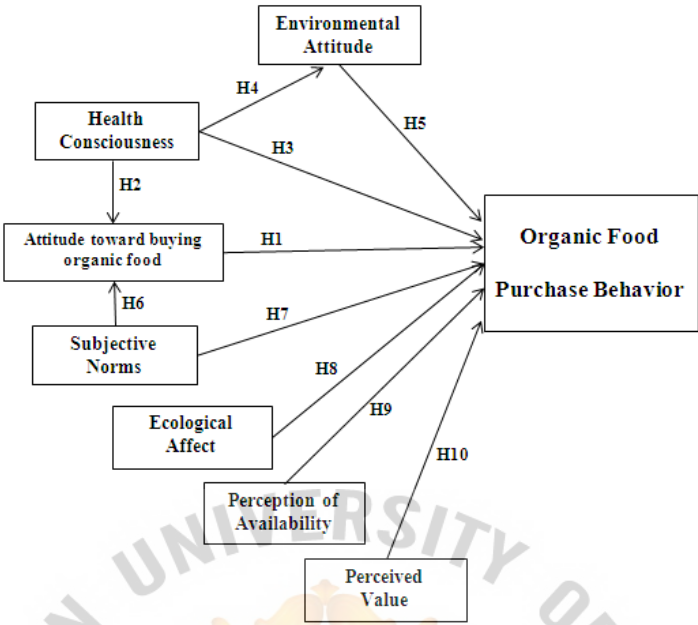 Environmental
Attitude
H4
Health
Consciousness
H5
H3
H2
Organic Food
Purchase Behavior
Attitude toward buying
organic food
H1
H6
H7
Subjective
Norms
H8
Ecological
Affect
H9
H10
Perception of
Availability
Perceived
Value
UNIVERSITY